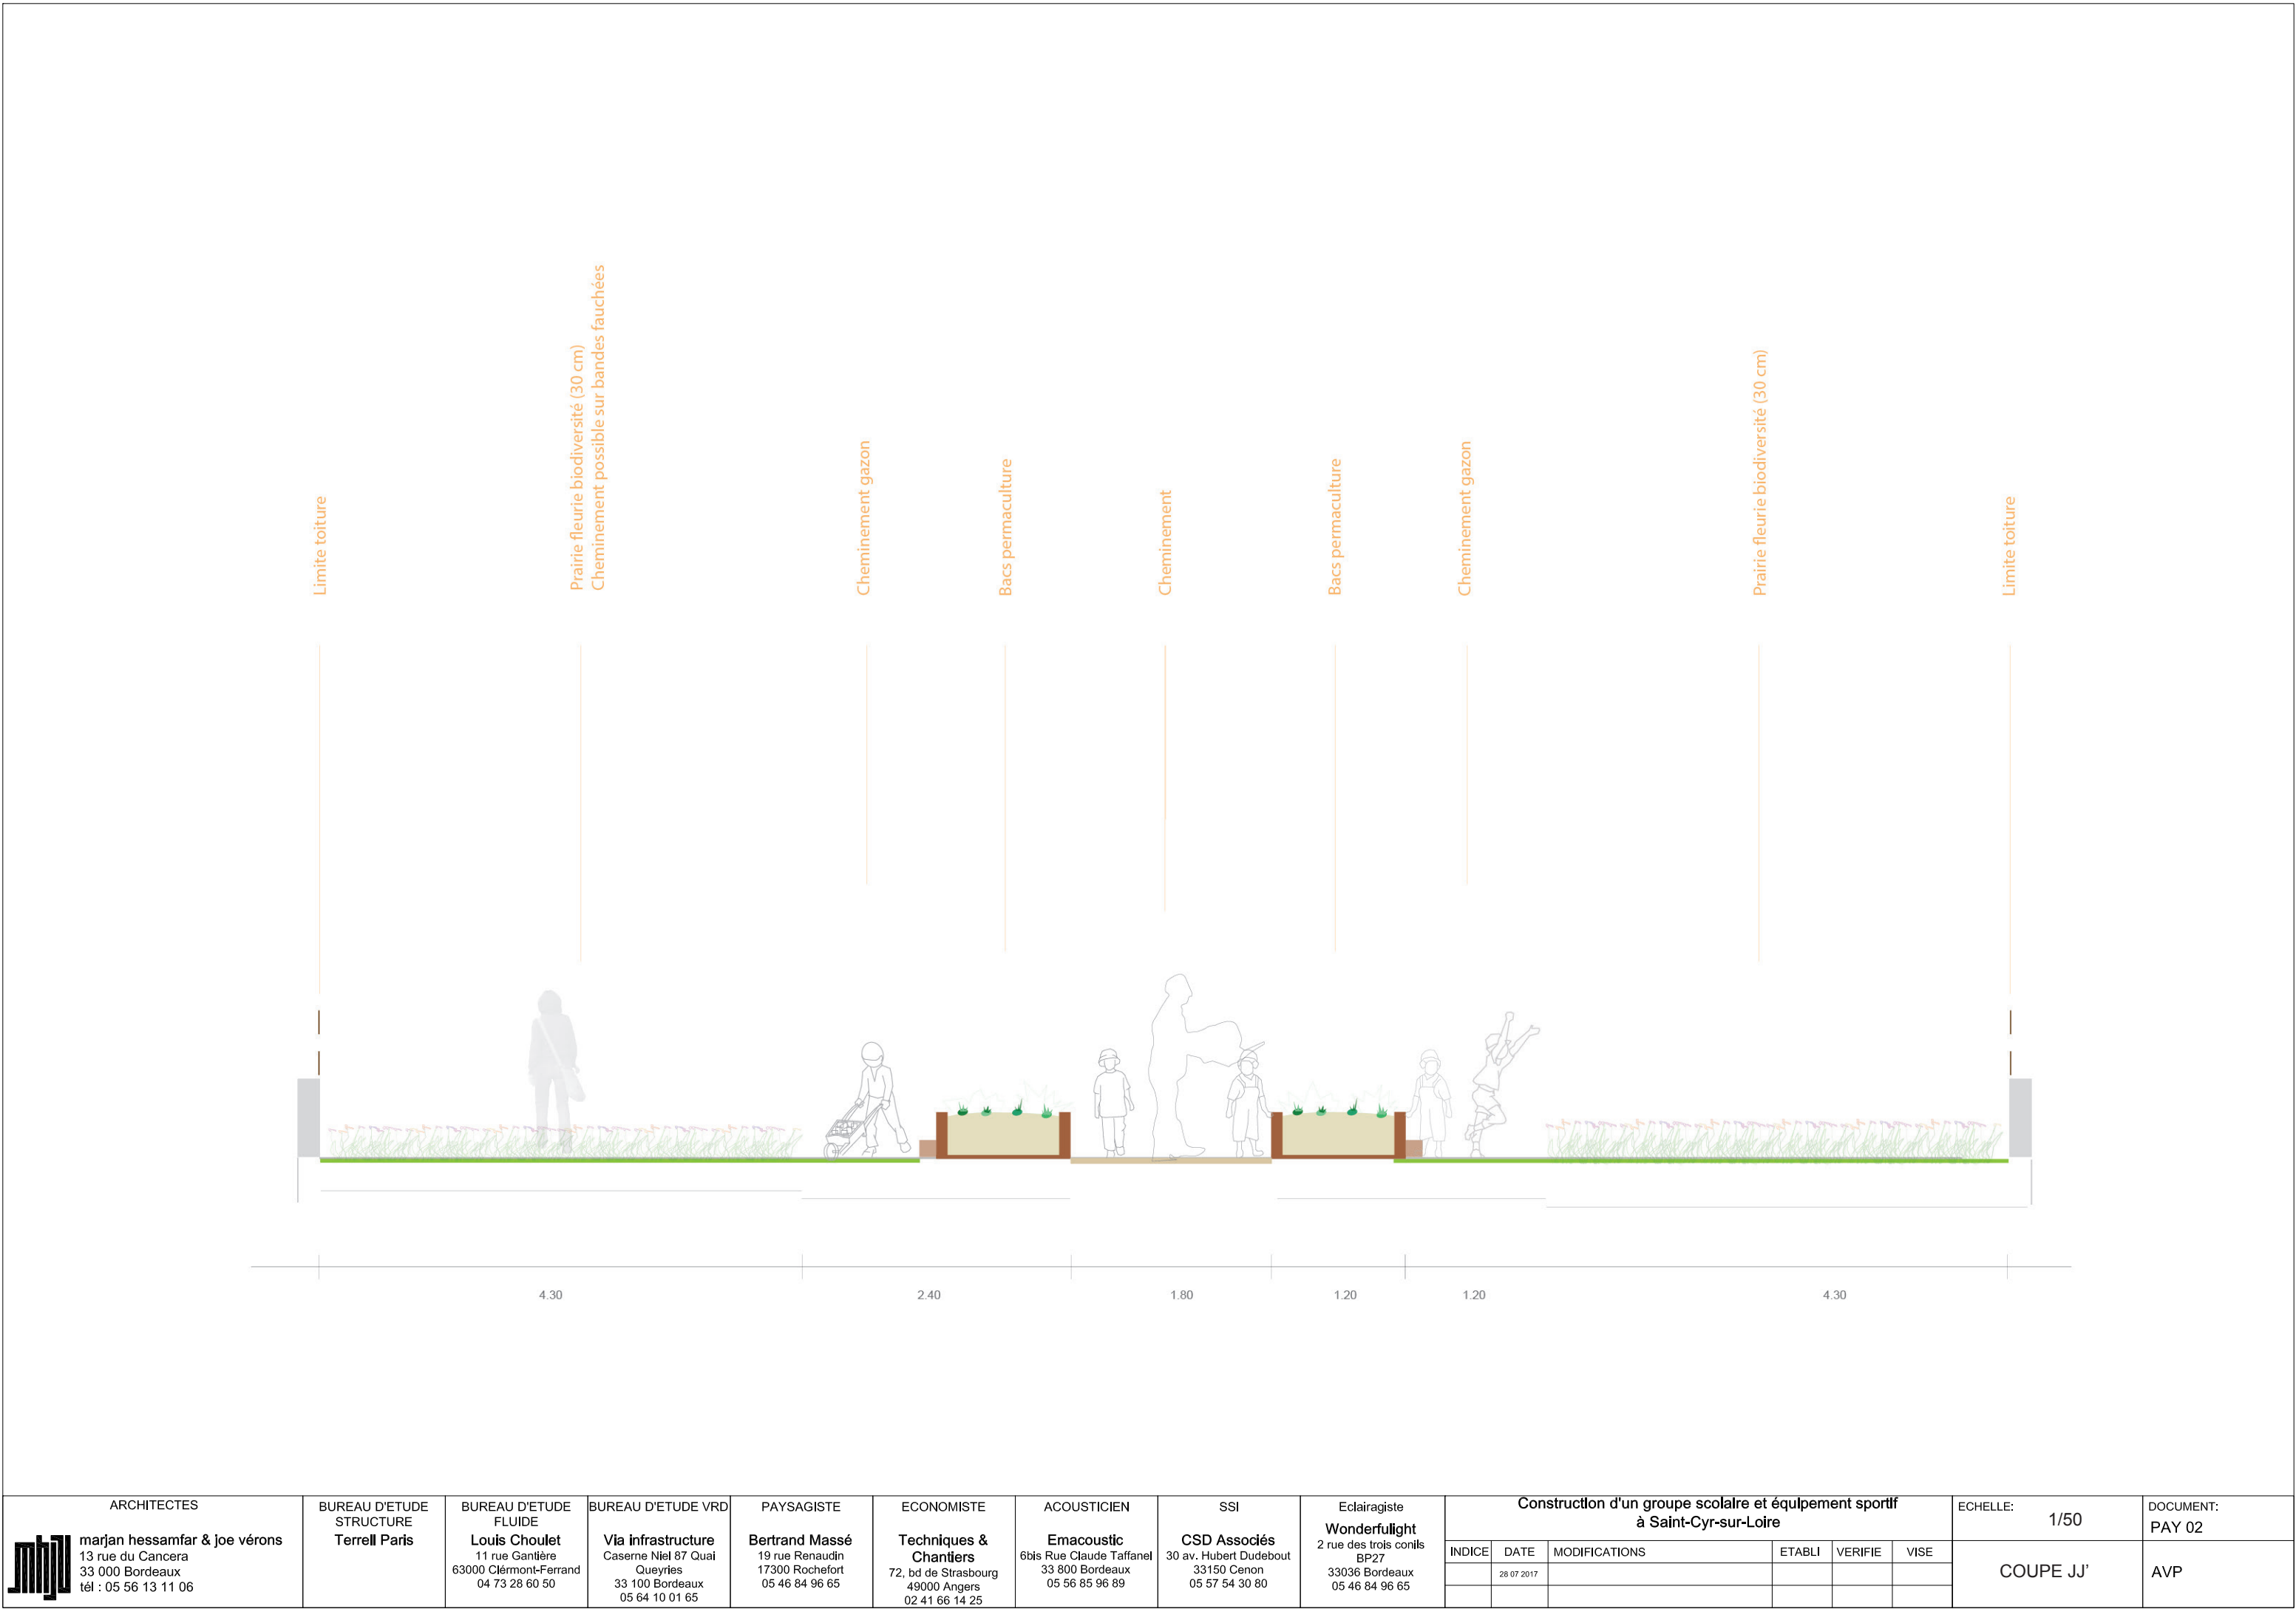 Limite toiture
Prairie fleurie biodiversité (30 cm)
Cheminement possible sur bandes fauchées
Cheminement gazon
Bacs permaculture
Cheminement
Bacs permaculture
Cheminement gazon
Prairie fleurie biodiversité (30 cm)
Limite toiture
4.30
2.40
1.80
1.20
1.20
4.30
ARCHITECTES
marjan hessamfar & joe vérons
13 rue du Cancera
33 000 Bordeaux
tél : 05 56 13 11 06
BUREAU D'ETUDE
STRUCTURE
Terrell Paris
BUREAU D'ETUDE
FLUIDE
Louis Choulet
11 rue Gantière
63000 Clérmont-Ferrand
04 73 28 60 50
BUREAU D'ETUDE VRD
Via infrastructure
Caserne Niel 87 Quai
Queyries
33 100 Bordeaux
05 64 10 01 65
PAYSAGISTE
Bertrand Massé
19 rue Renaudin
17300 Rochefort
05 46 84 96 65
ECONOMISTE
Techniques &
Chantiers
72, bd de Strasbourg
49000 Angers
02 41 66 14 25
ACOUSTICIEN
Emacoustic
6bis Rue Claude Taffanel
33 800 Bordeaux
05 56 85 96 89
SSI
CSD Associés
30 av. Hubert Dudebout
33150 Cenon
05 57 54 30 80
Eclairagiste
Wonderfulight
2 rue des trois conils
BP27
33036 Bordeaux
05 46 84 96 65
Construction d'un groupe scolaire et équipement sportif
à Saint-Cyr-sur-Loire
INDICE DATE MODIFICATIONS ETABLI VERIFIE VISE
28 07 2017
ECHELLE:
1/50
COUPE JJ'
DOCUMENT:
PAY 02
AVP